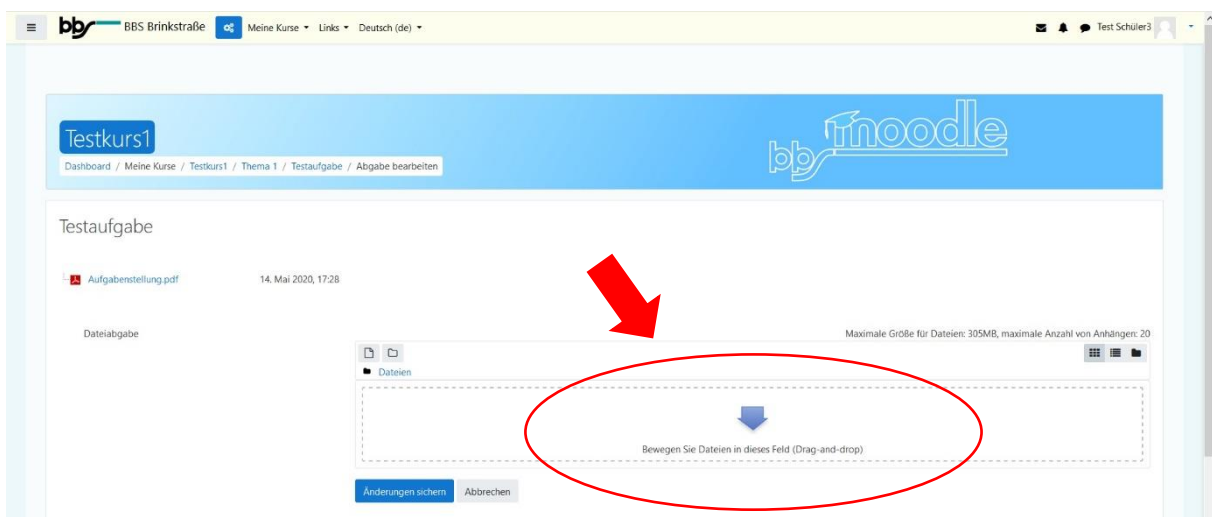 bbs BBS Brinkstraße Meine Kurse Links Deutsch (de) Test Schüler3
bbs moodle
Testkurs1
Dashboard / Meine Kurse / Testkurs1 / Thema 1 / Testaufgabe / Abgabe bearbeiten
Testaufgabe
Aufgabenstellung.pdf 14. Mai 2020, 17:28
Dateiabgabe Maximale Größe für Dateien: 305MB, maximale Anzahl von Anhängen: 20
Dateien
Bewegen Sie Dateien in dieses Feld (Drag-and-drop)
Änderungen sichern Abbrechen